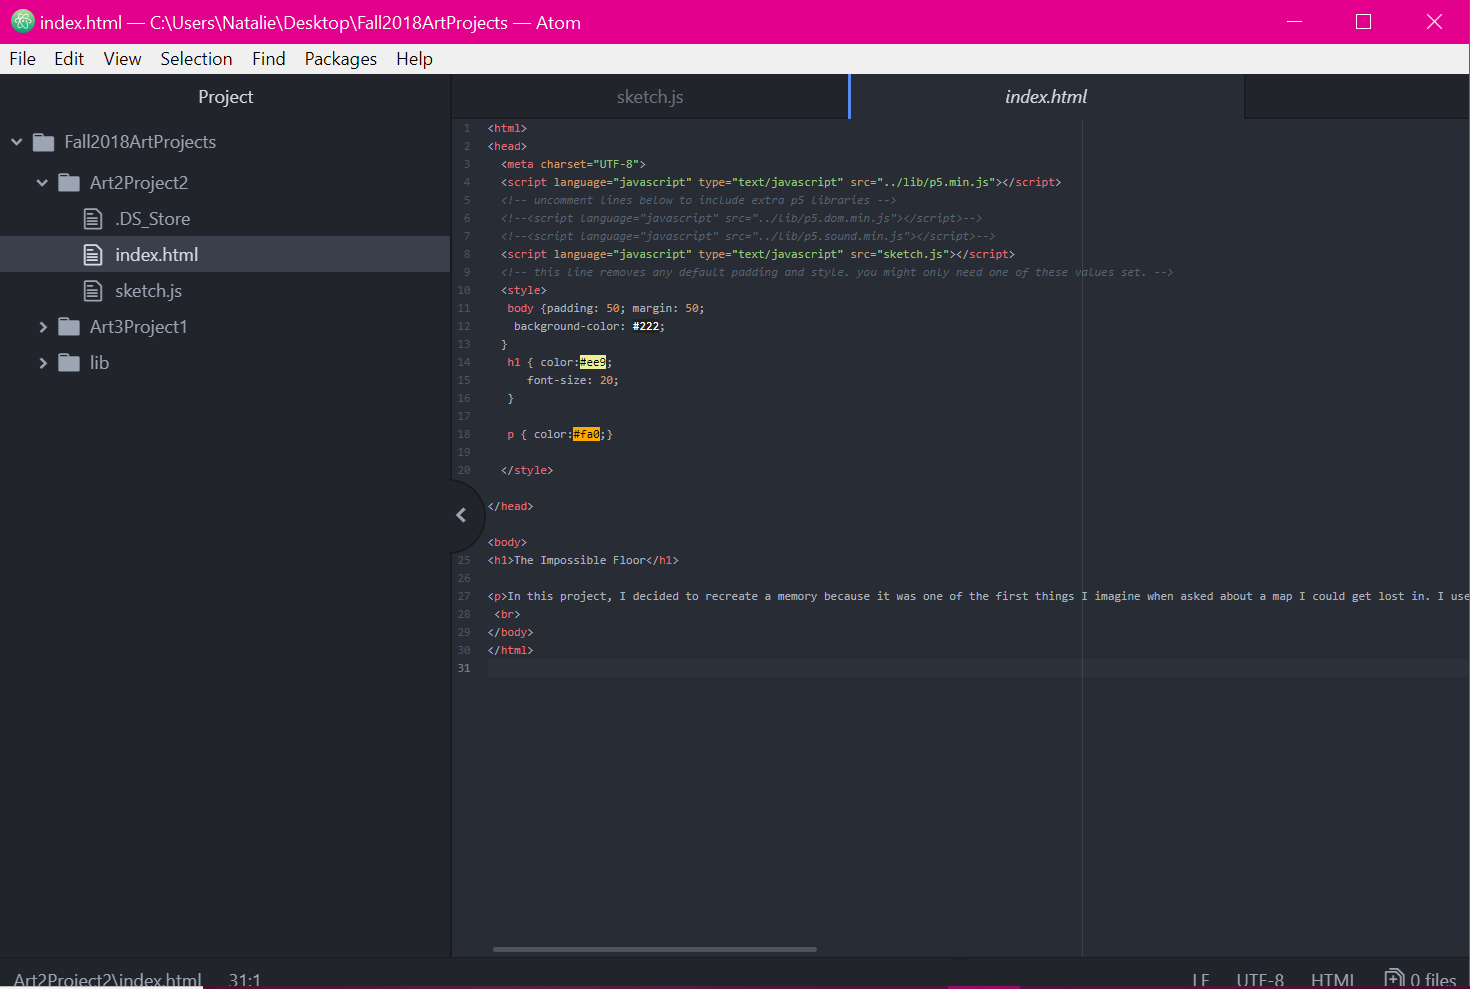 index.html — C:\Users\Natalie\Desktop\Fall2018ArtProjects — Atom
File Edit View Selection Find Packages Help
Project
Fall2018ArtProjects
Art2Project2
.DS_Store
index.html
sketch.js
Art3Project1
lib
sketch.js index.html
1 <html>
2 <head>
3 <meta charset="UTF-8">
4 <script language="javascript" type="text/javascript" src="../lib/p5.min.js"></script>
5 <!-- uncomment lines below to include extra p5 libraries -->
6 <!--<script language="javascript" src="../lib/p5.dom.min.js"></script>-->
7 <!--<script language="javascript" src="../lib/p5.sound.min.js"></script>-->
8 <script language="javascript" type="text/javascript" src="sketch.js"></script>
9 <!-- this line removes any default padding and style. you might only need one of these values set. -->
10 <style>
11 body {padding: 50; margin: 50;
12 background-color: #222;
13 }
14 h1 { color:#ee9;
15 font-size: 20;
16 }
17
18 p { color:#fa0;}
19
20 </style>
</head>
<body>
25 <h1>The Impossible Floor</h1>
26
27 <p>In this project, I decided to recreate a memory because it was one of the first things I imagine when asked about a map I could get lost in. I use
28 <br>
29 </body>
30 </html>
31
Art2Project2\index.html 31:1 LF UTF-8 HTML 0 files